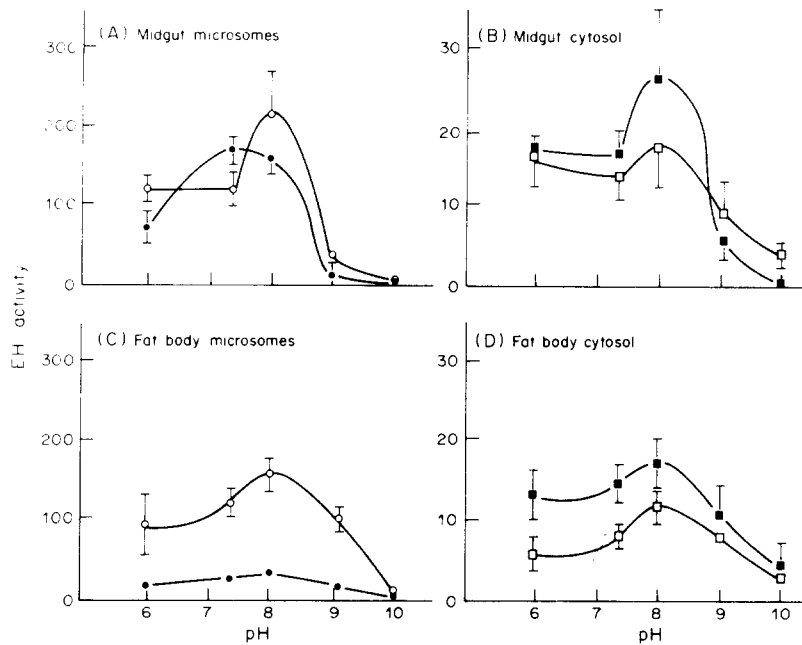 (A) Midgut microsomes
300
200
100
0
(B) Midgut cytosol
30
20
10
0
EH activity
(C) Fat body microsomes
300
200
100
0
6 7 8 9 10
pH
(D) Fat body cytosol
30
20
10
0
6 7 8 9 10
pH